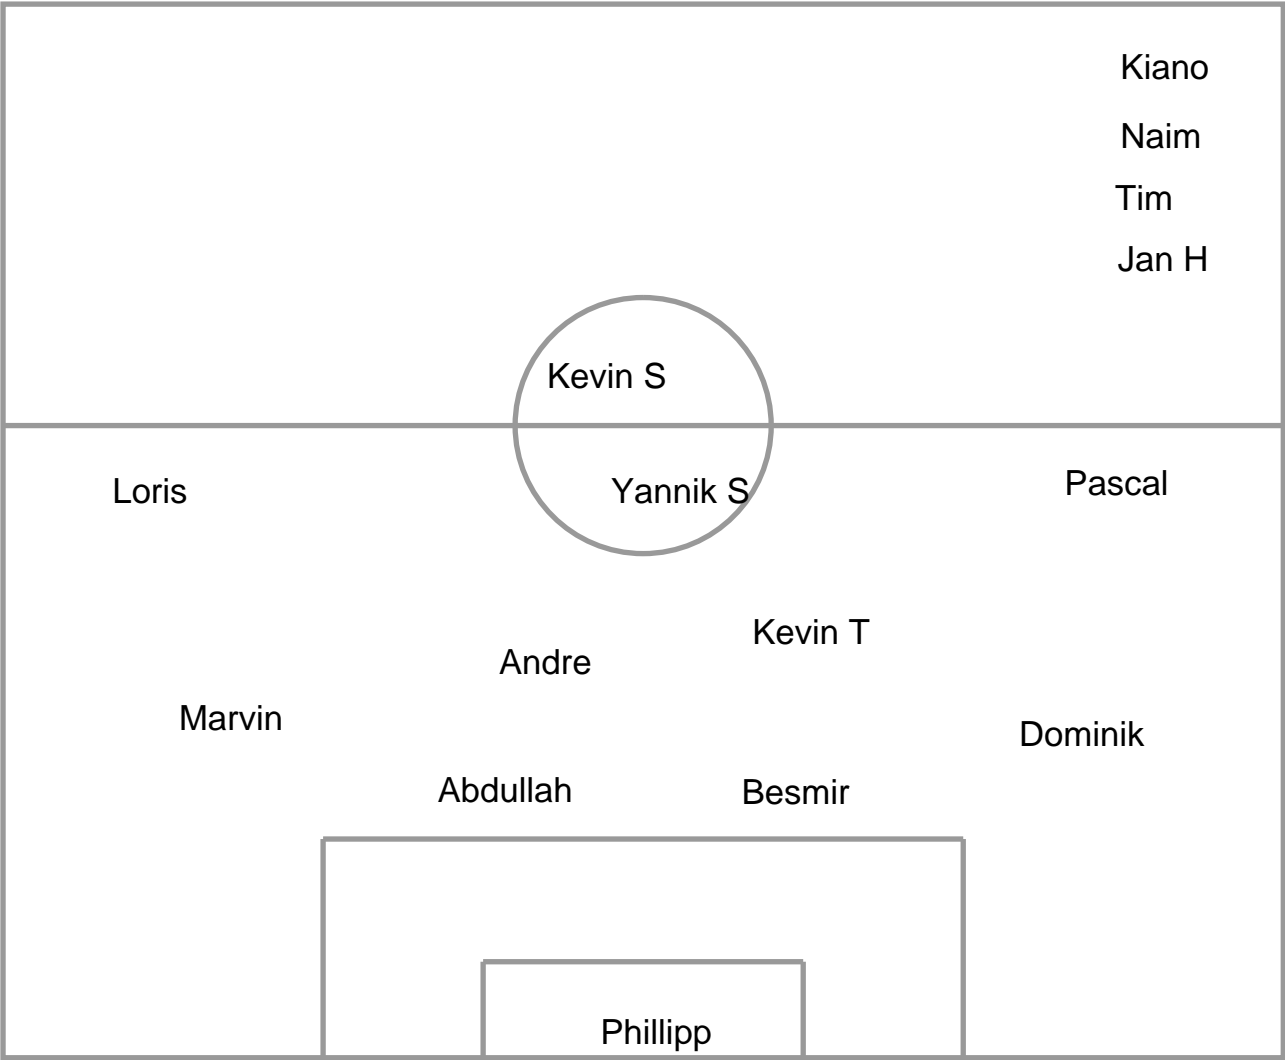 Kiano
Naim
Tim
Jan H
Kevin S
Loris
Yannik S
Pascal
Kevin T
Andre
Marvin
Dominik
Abdullah
Besmir
Phillipp